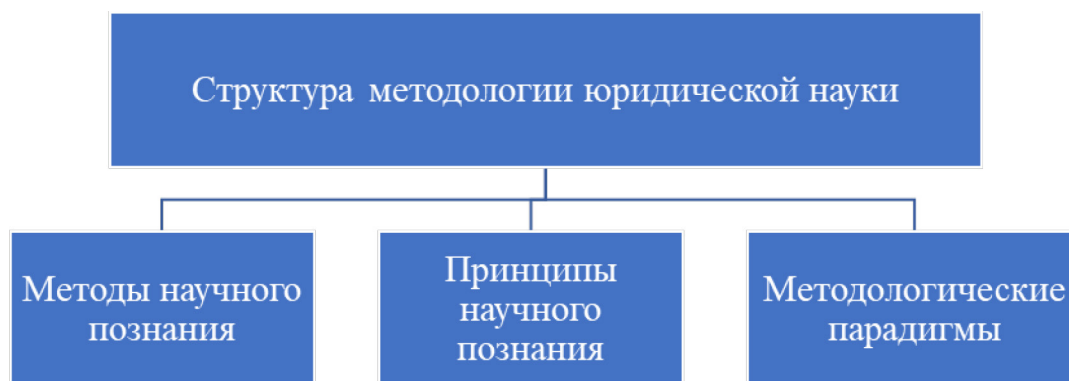 Структура методологии юридической науки
Методы научного
познания
Принципы
научного
познания
Методологические
парадигмы